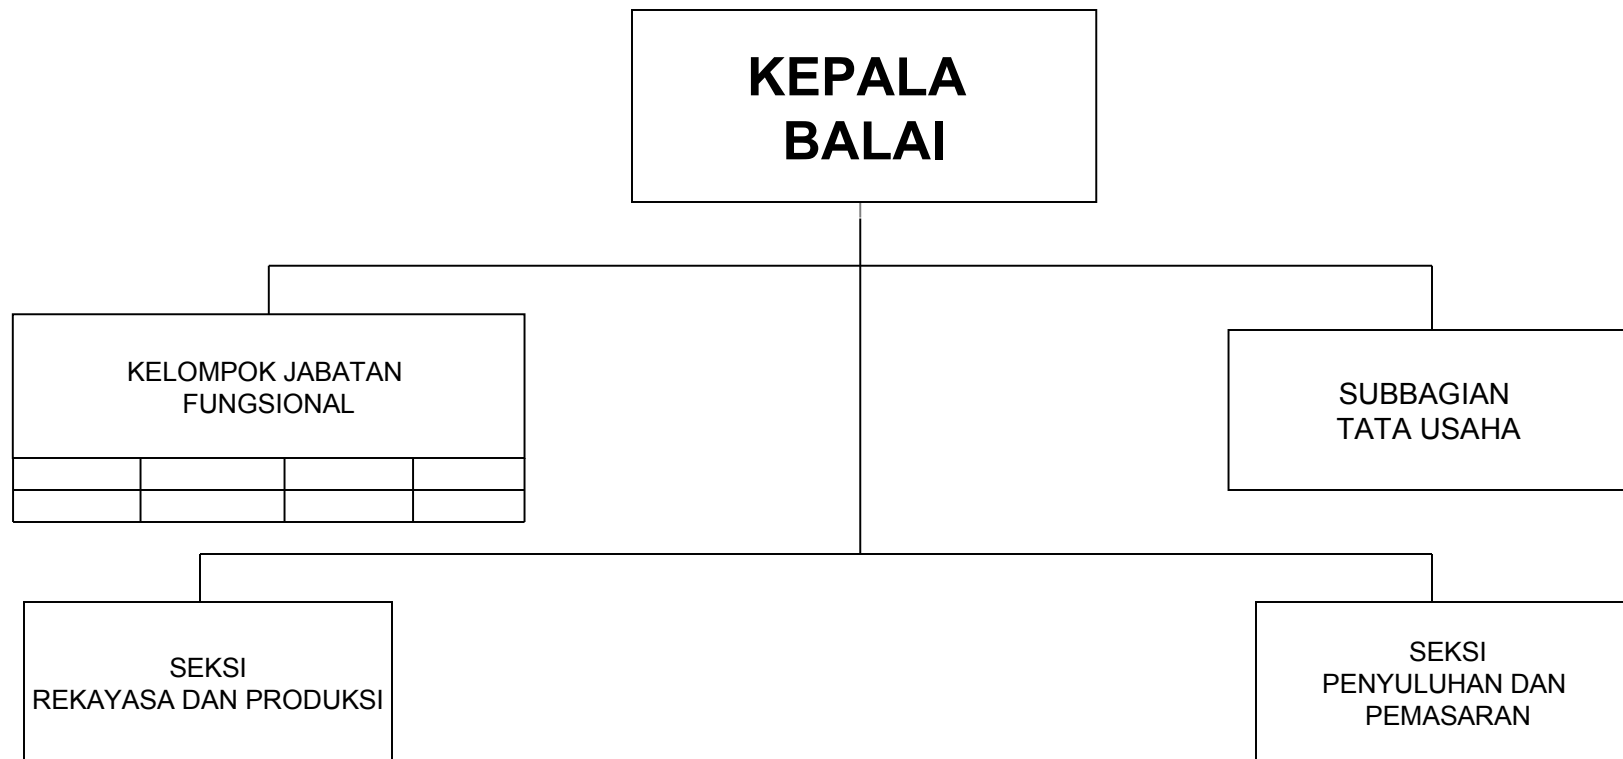 KEPALA
BALAI
KELOMPOK JABATAN
FUNGSIONAL
SUBBAGIAN
TATA USAHA
SEKSI
REKAYASA DAN PRODUKSI
SEKSI
PENYULUHAN DAN
PEMASARAN